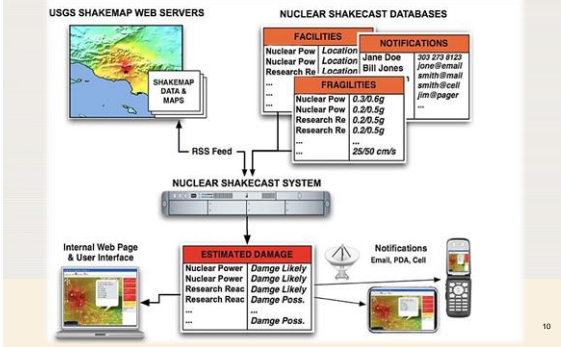 USGS SHAKEMAP WEB SERVERS
NUCLEAR SHAKECAST DATABASES
SHAKEMAP
DATA &
MAPS
FACILITIES
Nuclear Pow Location
Nuclear Pow Location
Research Re Location
...
...
NOTIFICATIONS
Jane Doe 303 273 8123
Bill Jones jone@email
smith@mail
smith@cell
jim@pager
...
FRAGILITIES
Nuclear Pow 0.3/0.6g
Nuclear Pow 0.2/0.5g
Research Re 0.2/0.5g
Research Re 0.2/0.5g
... ...
... 25/50 cm/s
RSS Feed
NUCLEAR SHAKECAST SYSTEM
Internal Web Page
& User Interface
ESTIMATED DAMAGE
Nuclear Power Damge Likely
Nuclear Power Damge Likely
Research Reac Damge Likely
Research Reac Damge Poss.
... ...
... Damge Poss.
Notifications
Email, PDA, Cell
10